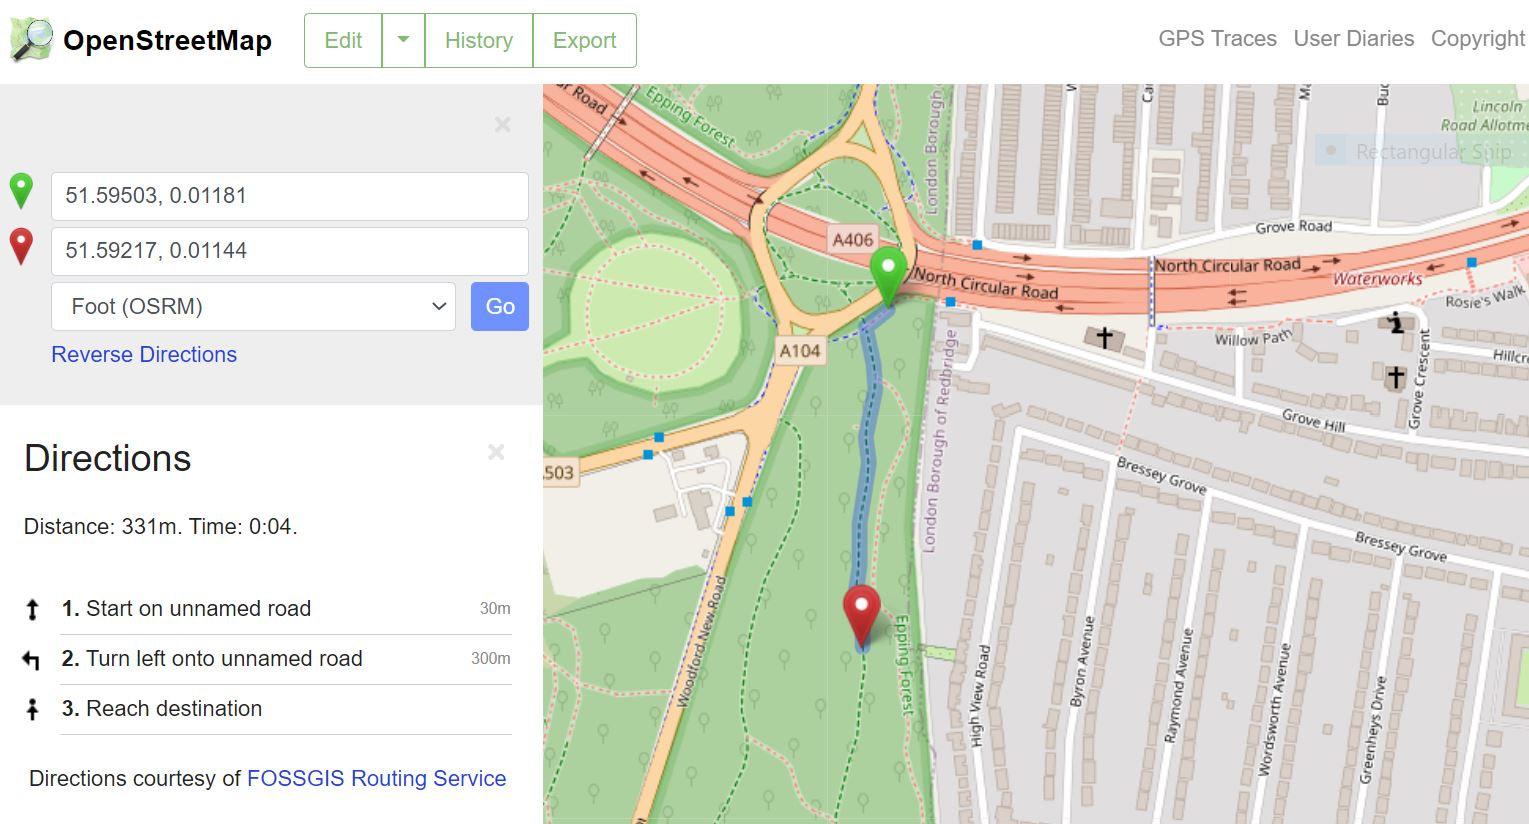 OpenStreetMap
Edit
History
Export
GPS Traces
User Diaries
Copyright
51.59503, 0.01181
51.59217, 0.01144
Foot (OSRM)
Go
Reverse Directions
Directions
Distance: 331m. Time: 0:04.
1. Start on unnamed road
30m
2. Turn left onto unnamed road
300m
3. Reach destination
Directions courtesy of FOSSGIS Routing Service
Road
Epping Forest
London Borough
Lincoln
Road
Rectangular Snip
Grove Road
A406
North Circular Road
North Circular Road
Waterworks
Rosie's Walk
Willow Path
A104
London Borough of Redbridge
Grove Crescent
Grove Hill
503
Bressey Grove
Bressey Grove
Woodford New Road
Epping Forest
High View Road
Byron Avenue
Raymond Avenue
Wordsworth Avenue
Greenheys Drive